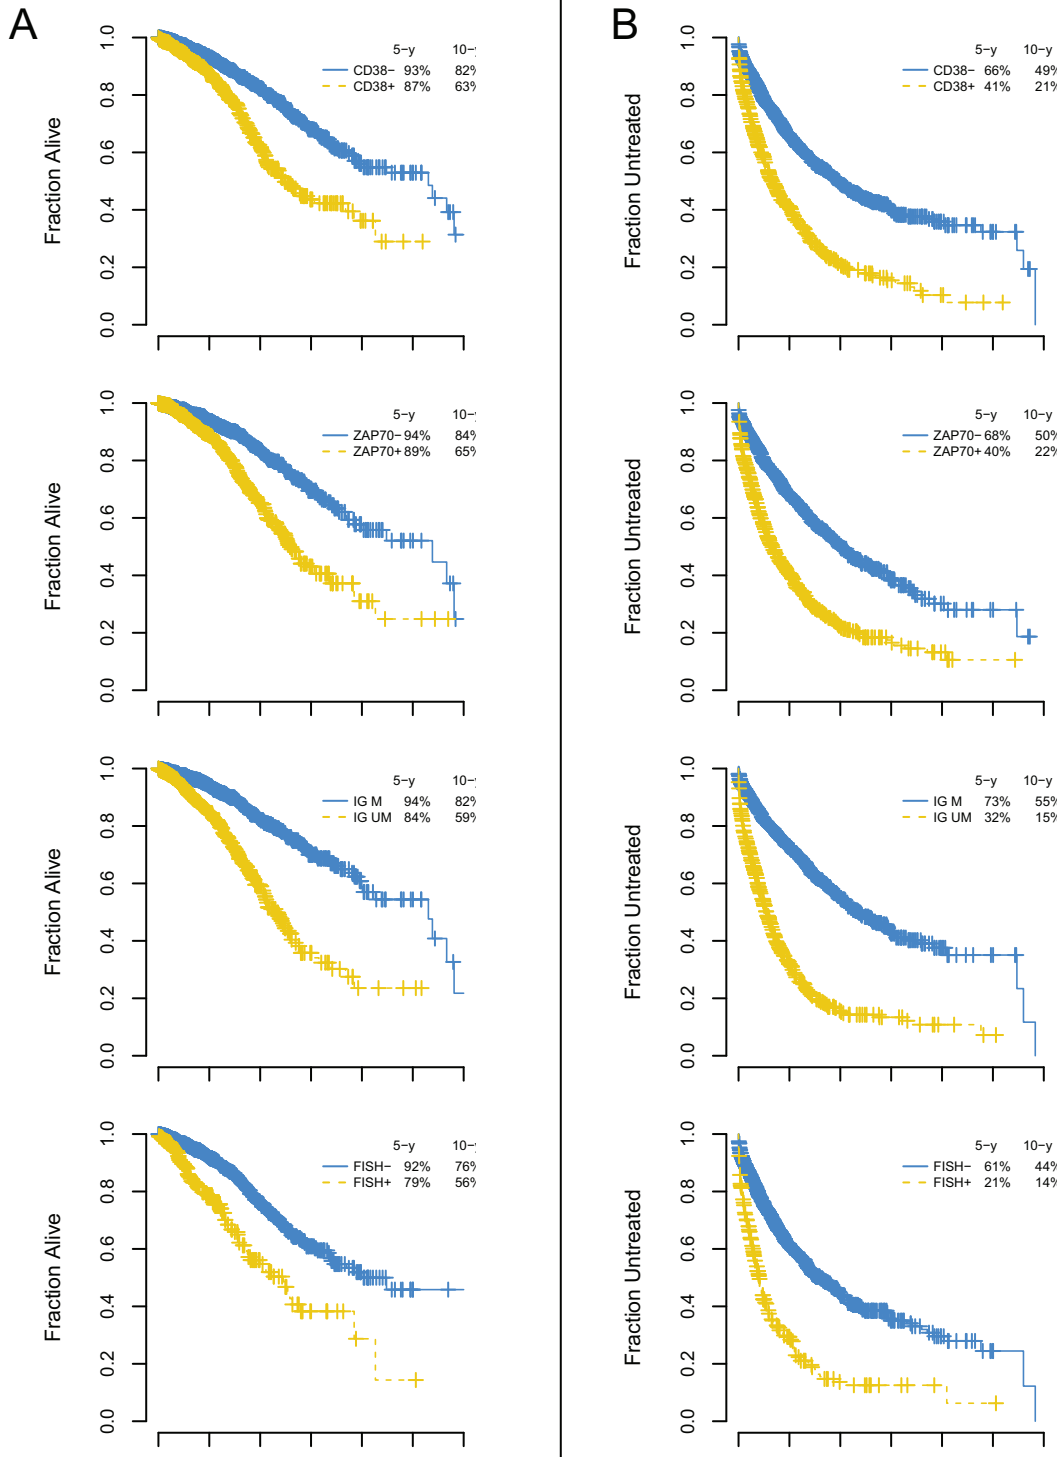 A
B
Fraction Alive
1.0
0.8
0.6
0.4
0.2
0.0
5-y 10-y
CD38- 93% 82%
CD38+ 87% 63%
Fraction Untreated
1.0
0.8
0.6
0.4
0.2
0.0
5-y 10-y
CD38- 66% 49%
CD38+ 41% 21%
Fraction Alive
1.0
0.8
0.6
0.4
0.2
0.0
5-y 10-y
ZAP70- 94% 84%
ZAP70+ 89% 65%
Fraction Untreated
1.0
0.8
0.6
0.4
0.2
0.0
5-y 10-y
ZAP70- 68% 50%
ZAP70+ 40% 22%
Fraction Alive
1.0
0.8
0.6
0.4
0.2
0.0
5-y 10-y
IG M 94% 82%
IG UM 84% 59%
Fraction Untreated
1.0
0.8
0.6
0.4
0.2
0.0
5-y 10-y
IG M 73% 55%
IG UM 32% 15%
Fraction Alive
1.0
0.8
0.6
0.4
0.2
0.0
5-y 10-y
FISH- 92% 76%
FISH+ 79% 56%
Fraction Untreated
1.0
0.8
0.6
0.4
0.2
0.0
5-y 10-y
FISH- 61% 44%
FISH+ 21% 14%